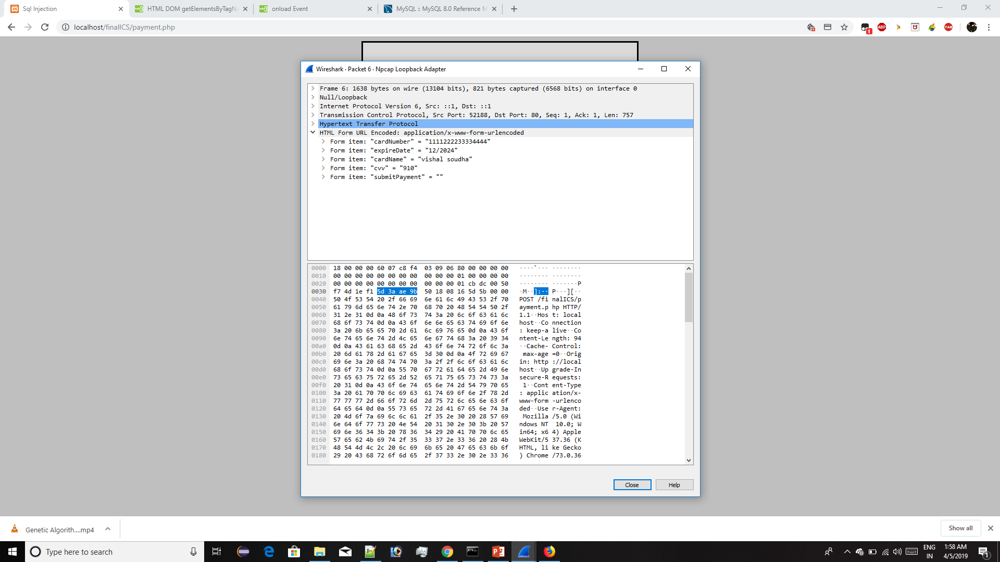 Sql Injection
HTML DOM getElementsByTagNa
onload Event
MySQL :: MySQL 8.0 Reference M
localhost/finalICS/payment.php
1
ABP
YAB
Wireshark · Packet 6 · Npcap Loopback Adapter
Frame 6: 1638 bytes on wire (13104 bits), 821 bytes captured (6568 bits) on interface 0
Null/Loopback
Internet Protocol Version 6, Src: ::1, Dst: ::1
Transmission Control Protocol, Src Port: 52188, Dst Port: 80, Seq: 1, Ack: 1, Len: 757
Hypertext Transfer Protocol
HTML Form URL Encoded: application/x-www-form-urlencoded
Form item: "cardNumber" = "1111222233334444"
Form item: "expireDate" = "12/2024"
Form item: "cardName" = "vishal soudha"
Form item: "cvv" = "910"
Form item: "submitPayment" = ""
0000 18 00 00 00 60 07 c8 f4 03 09 06 80 00 00 00 00 ····`··· ········
0010 00 00 00 00 00 00 00 00 00 00 00 01 00 00 00 00 ········ ········
0020 00 00 00 00 00 00 00 00 00 00 00 01 cb dc 00 50 ········ ·······P
0030 f7 4d 1e f1 5d 3a ae 9b 50 18 08 16 5d 5b 00 00 ·M··]:·· P···][··
0040 50 4f 53 54 20 2f 66 69 6e 61 6c 49 43 53 2f 70 POST /fi nalICS/p
0050 61 79 6d 65 6e 74 2e 70 68 70 20 48 54 54 50 2f ayment.p hp HTTP/
0060 31 2e 31 0d 0a 48 6f 73 74 3a 20 6c 6f 63 61 6c 1.1··Hos t: local
0070 68 6f 73 74 0d 0a 43 6f 6e 6e 65 63 74 69 6f 6e host··Co nnection
0080 3a 20 6b 65 65 70 2d 61 6c 69 76 65 0d 0a 43 6f : keep-a live··Co
0090 6e 74 65 6e 74 2d 4c 65 6e 67 74 68 3a 20 39 34 ntent-Le ngth: 94
00a0 0d 0a 43 61 63 68 65 2d 43 6f 6e 74 72 6f 6c 3a ··Cache- Control:
00b0 20 6d 61 78 2d 61 67 65 3d 30 0d 0a 4f 72 69 67 max-age =0··Orig
00c0 69 6e 3a 20 68 74 74 70 3a 2f 2f 6c 6f 63 61 6c in: http ://local
00d0 68 6f 73 74 0d 0a 55 70 67 72 61 64 65 2d 49 6e host··Up grade-In
00e0 73 65 63 75 72 65 2d 52 65 71 75 65 73 74 73 3a secure-R equests:
00f0 20 31 0d 0a 43 6f 6e 74 65 6e 74 2d 54 79 70 65 1··Cont ent-Type
0100 3a 20 61 70 70 6c 69 63 61 74 69 6f 6e 2f 78 2d : applic ation/x-
0110 77 77 77 2d 66 6f 72 6d 2d 75 72 6c 65 6e 63 6f www-form -urlenco
0120 64 65 64 0d 0a 55 73 65 72 2d 41 67 65 6e 74 3a ded··Use r-Agent:
0130 20 4d 6f 7a 69 6c 6c 61 2f 35 2e 30 20 28 57 69 Mozilla /5.0 (Wi
0140 6e 64 6f 77 73 20 4e 54 20 31 30 2e 30 3b 20 57 ndows NT 10.0; W
0150 69 6e 36 34 3b 20 78 36 34 29 20 41 70 70 6c 65 in64; x6 4) Apple
0160 57 65 62 4b 69 74 2f 35 33 37 2e 33 36 20 28 4b WebKit/5 37.36 (K
0170 48 54 4d 4c 2c 20 6c 69 6b 65 20 47 65 63 6b 6f HTML, li ke Gecko
0180 29 20 43 68 72 6f 6d 65 2f 37 33 2e 30 2e 33 36 ) Chrome /73.0.36
Close
Help
Genetic Algorith....mp4
Show all
Type here to search
ENG
IN
1:58 AM
4/5/2019
1